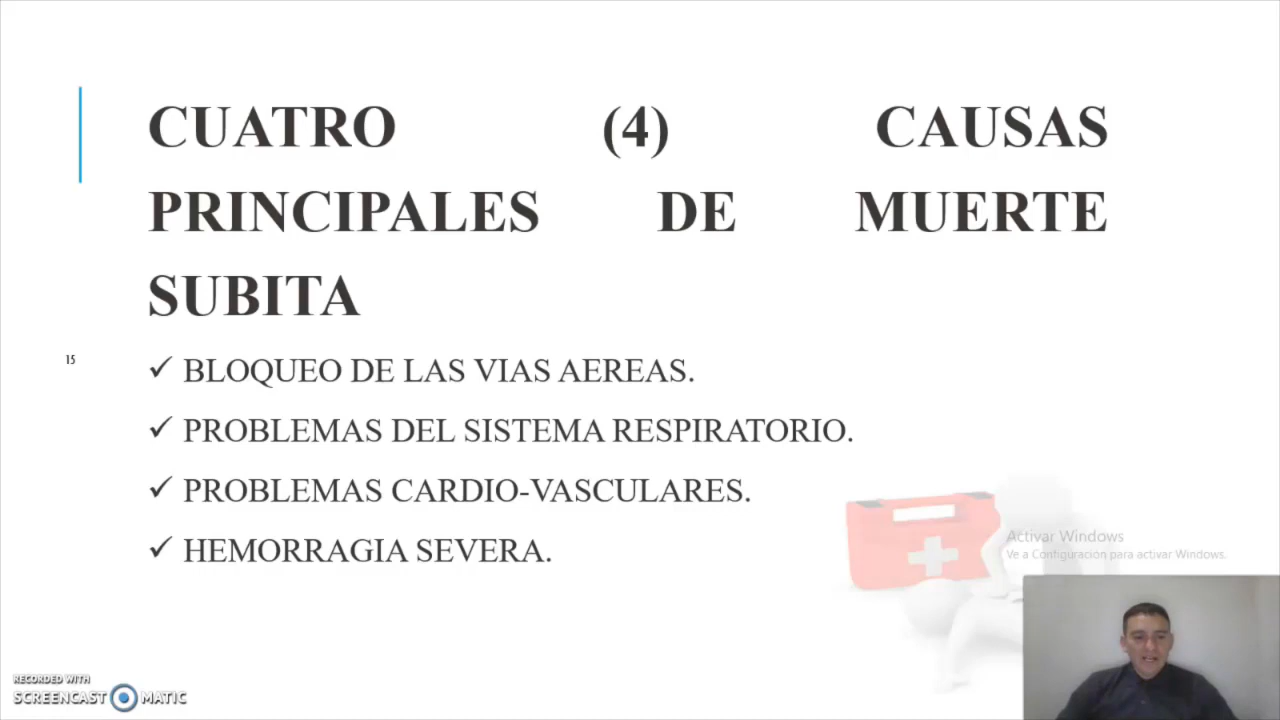 CUATRO (4) CAUSAS
PRINCIPALES DE MUERTE
SUBITA
15
✓ BLOQUEO DE LAS VIAS AEREAS.
✓ PROBLEMAS DEL SISTEMA RESPIRATORIO.
✓ PROBLEMAS CARDIO-VASCULARES.
✓ HEMORRAGIA SEVERA.
Activar Windows
Ve a Configuración para activar Windows.
RECORDED WITH
SCREENCAST MATIC